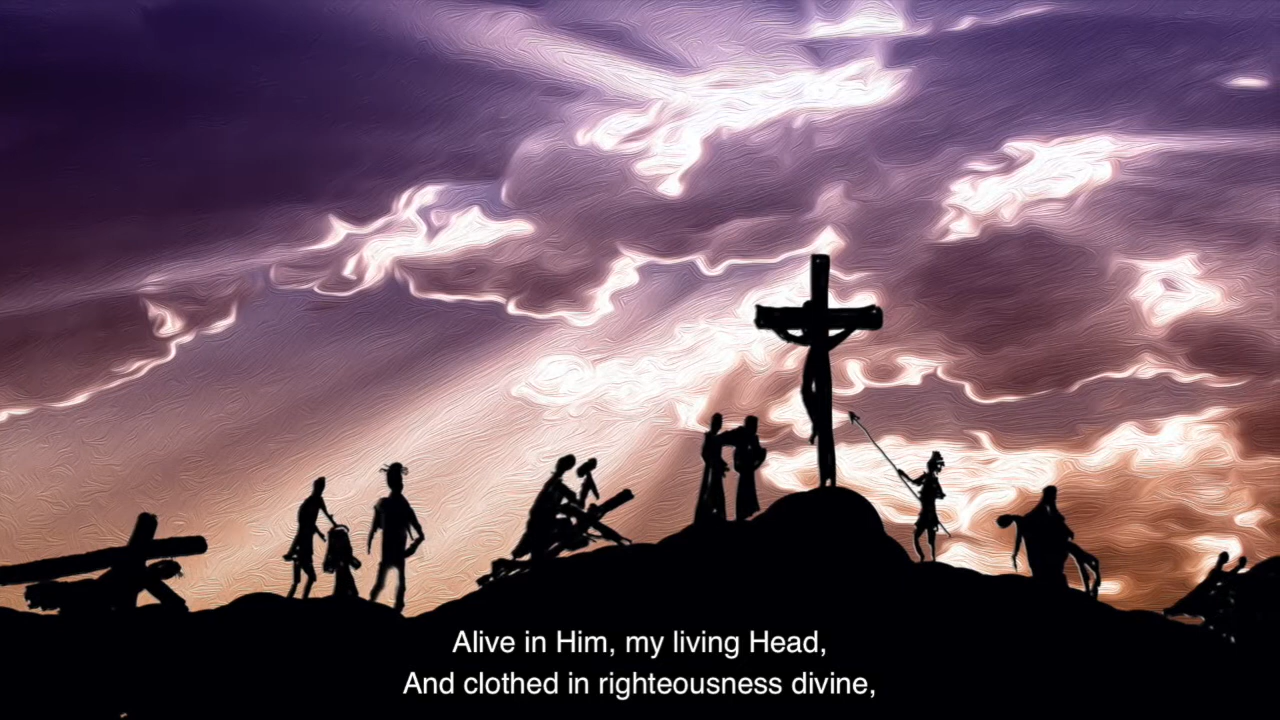 Alive in Him, my living Head,
And clothed in righteousness divine,